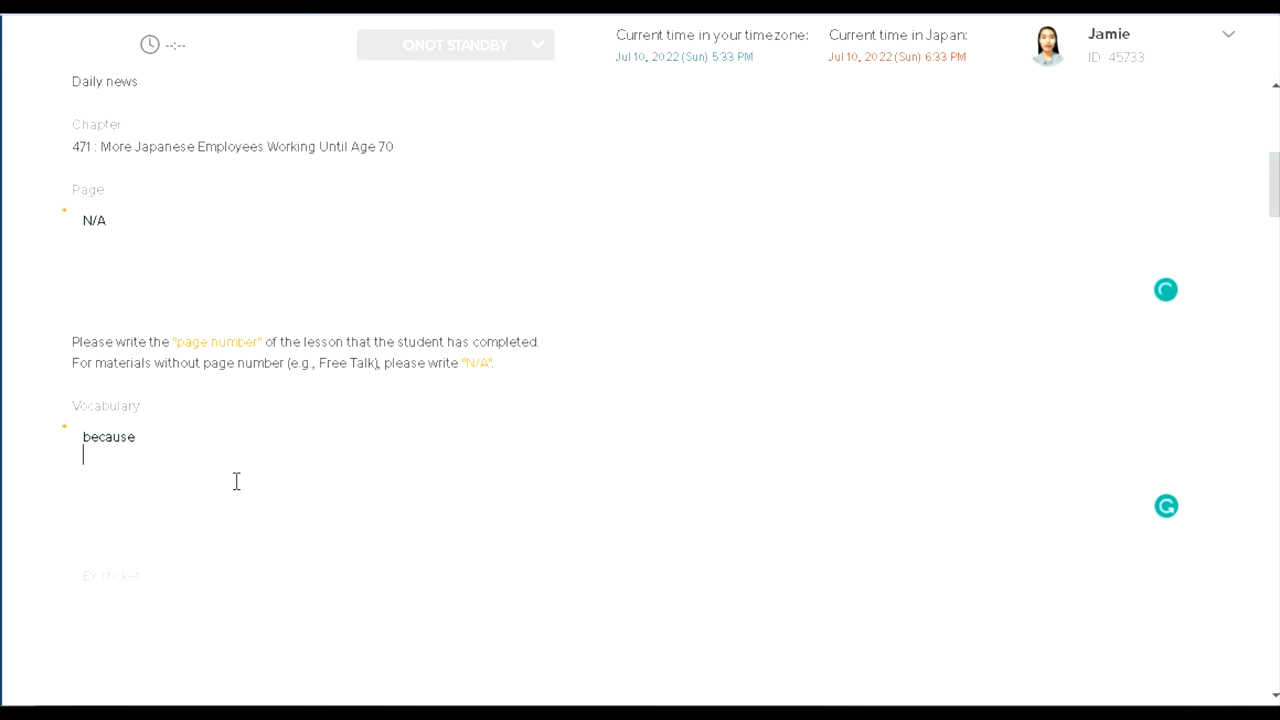 --:--
ONOT STANDBY
Current time in your timezone:
Jul 10, 2022 (Sun) 5:33 PM
Current time in Japan:
Jul 10, 2022 (Sun) 6:33 PM
Jamie
ID: 45733
Daily news
Chapter
471 : More Japanese Employees Working Until Age 70
Page
* N/A
Please write the "page number" of the lesson that the student has completed.
For materials without page number (e.g., Free Talk), please write "N/A".
Vocabulary
* because
Ex.) ticket